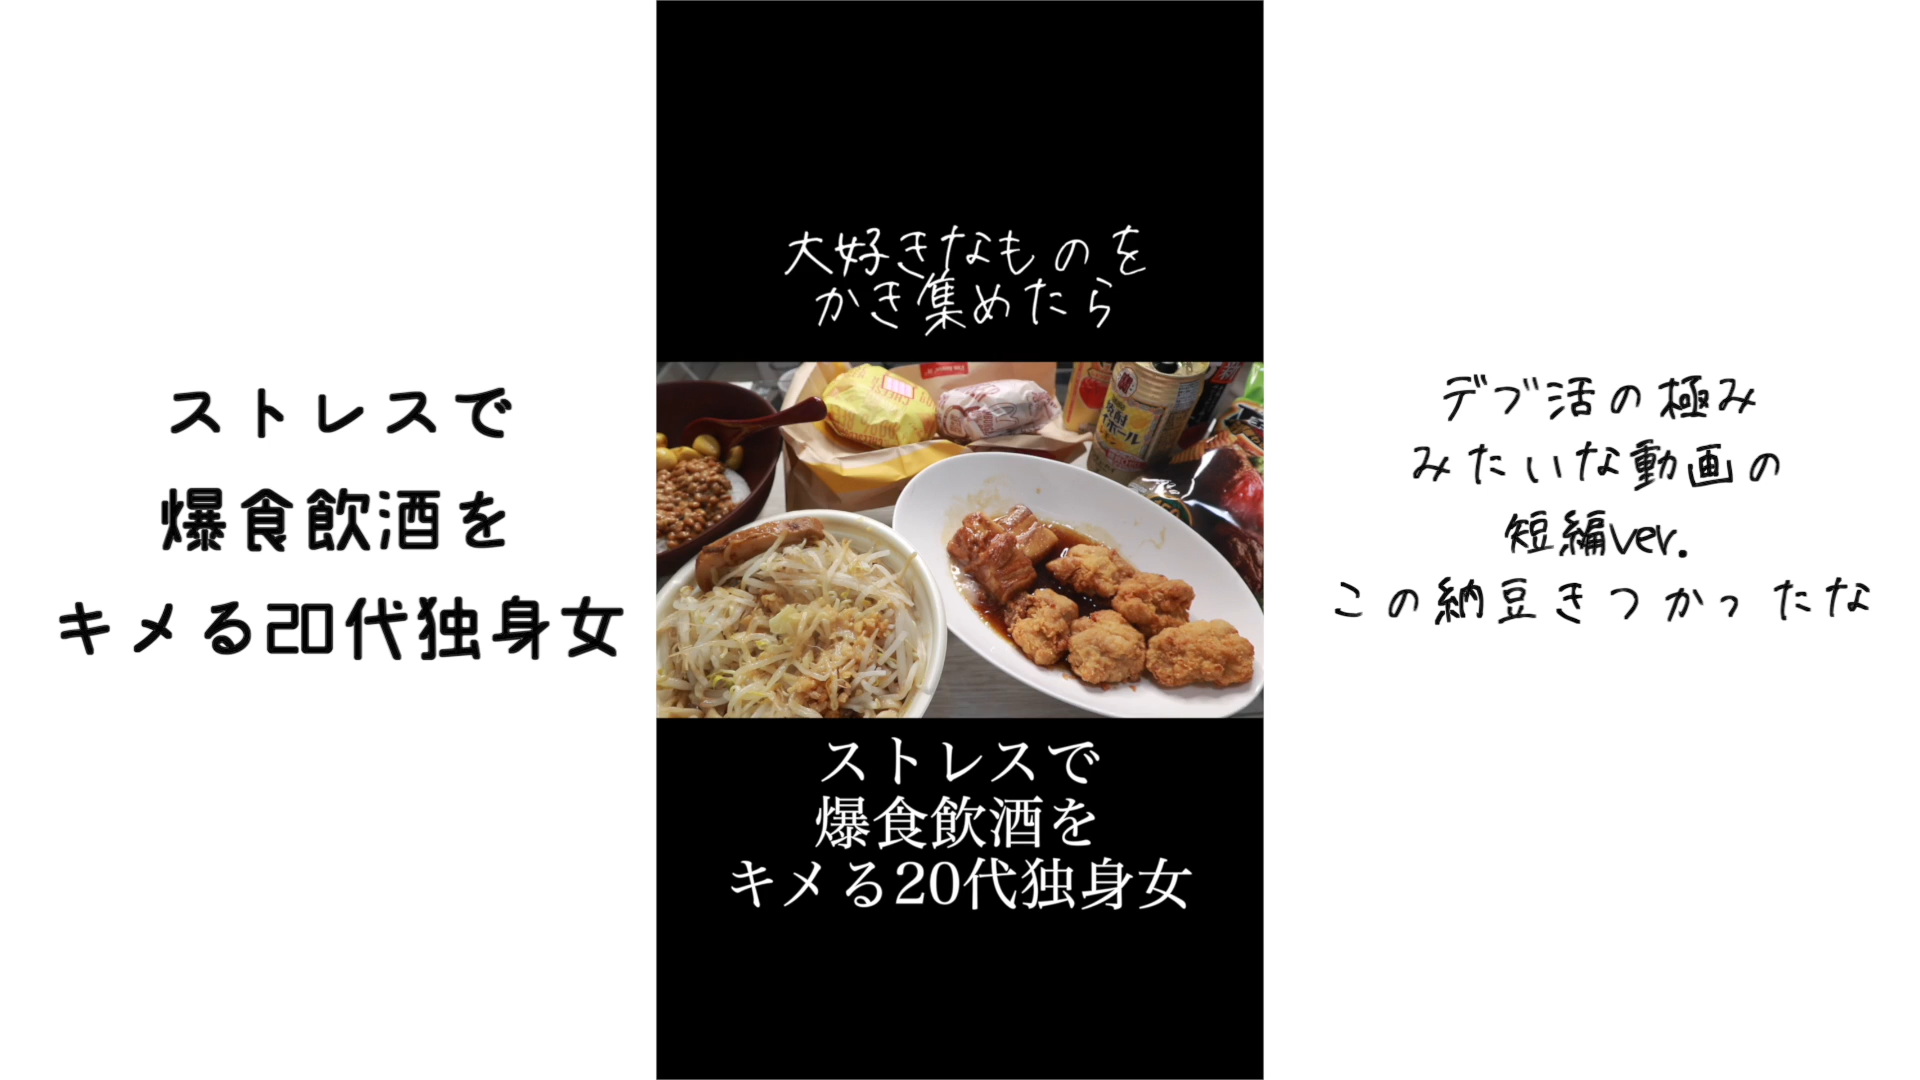 ストレスで
爆食飲酒を
キメる20代独身女
大好きなものを
かき集めたら
ストレスで
爆食飲酒を
キメる20代独身女
デブ活の極み
みたいな動画の
短編ver.
この納豆きつかったな